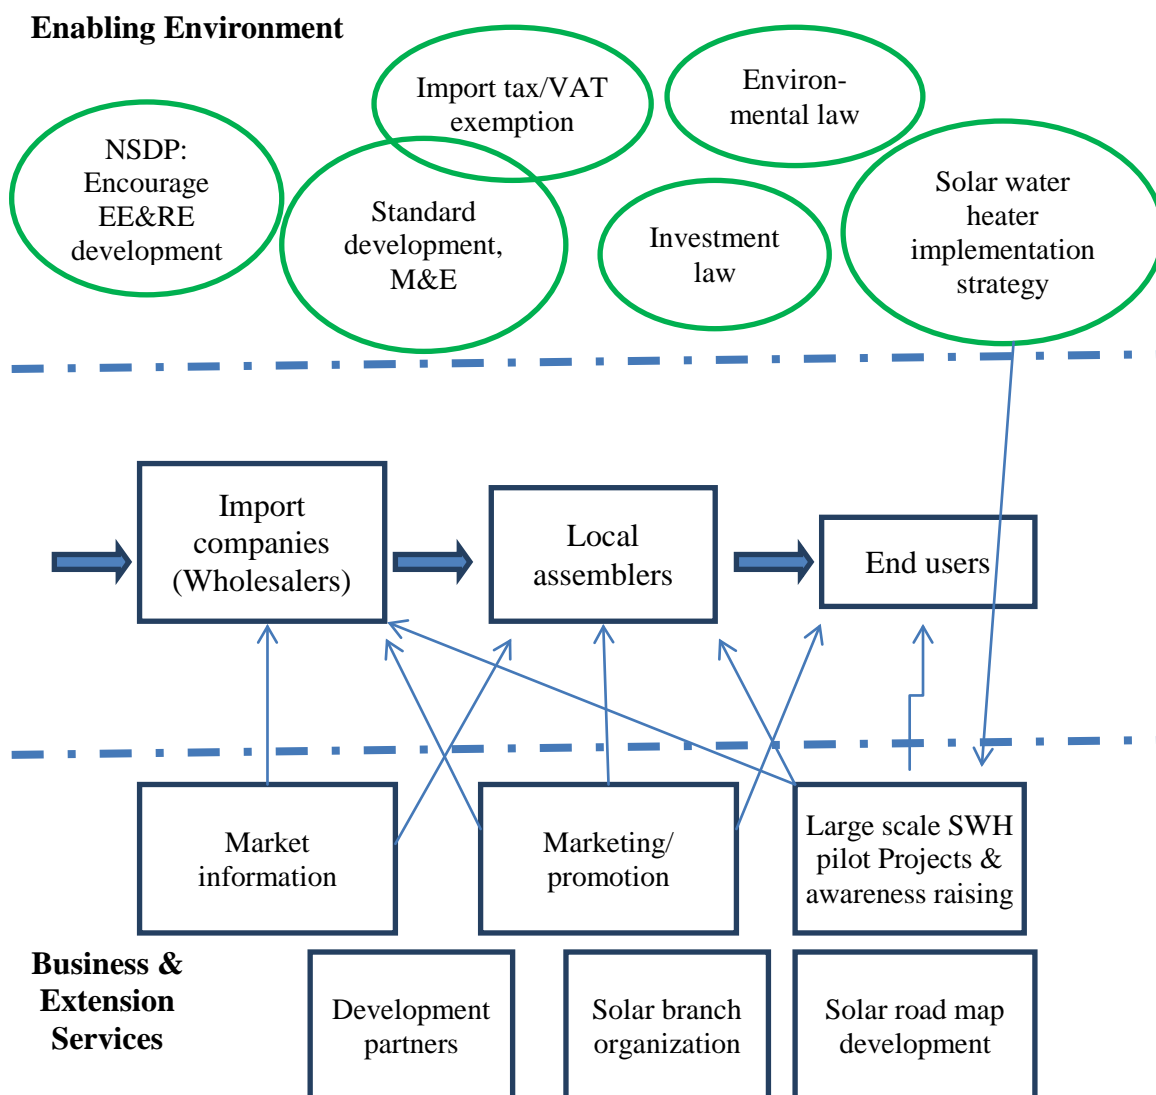 Enabling Environment
Import tax/VAT
exemption
Environ-
mental law
NSDP:
Encourage
EE&RE
development
Standard
development,
M&E
Investment
law
Solar water
heater
implementation
strategy
Import
companies
(Wholesalers)
Local
assemblers
End users
Market
information
Marketing/
promotion
Large scale SWH
pilot Projects &
awareness raising
Business &
Extension
Services
Development
partners
Solar branch
organization
Solar road map
development